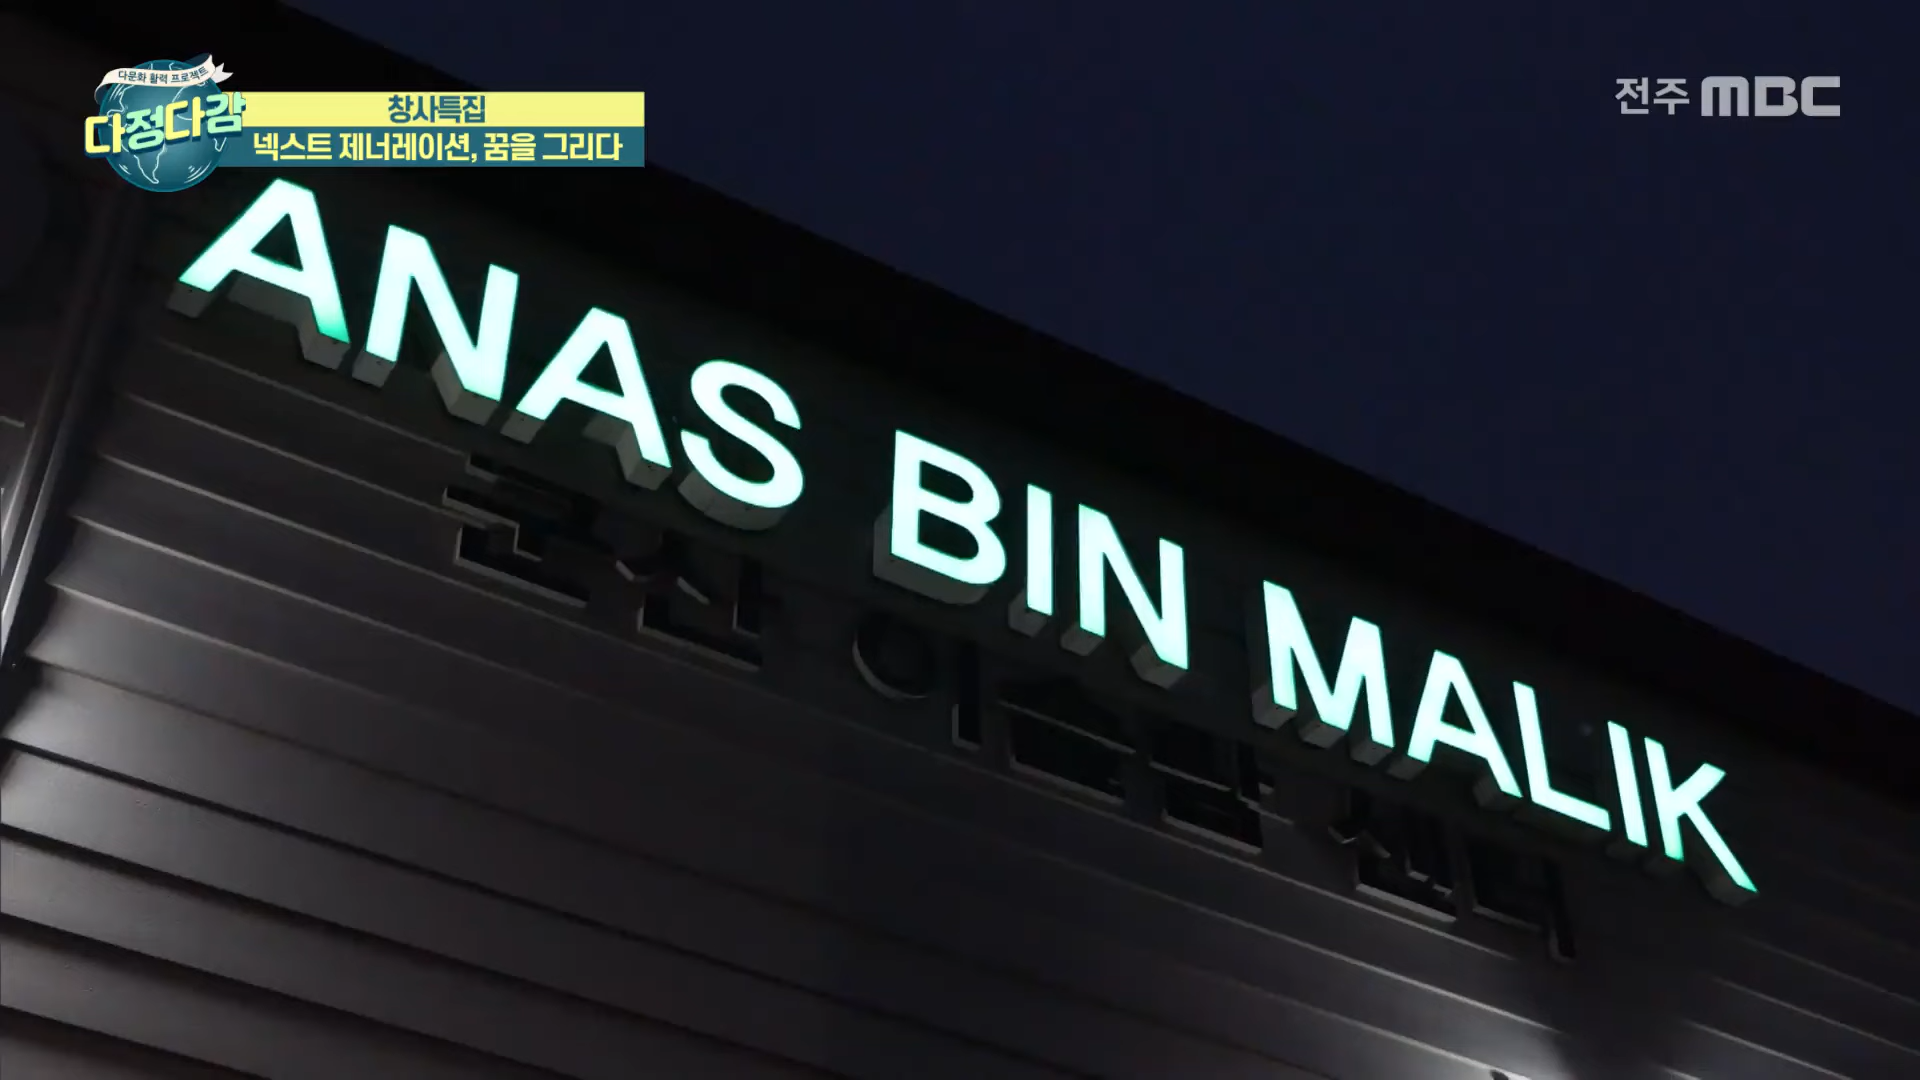 다문화 활력 프로젝트
다정다감
창사특집
넥스트 제너레이션, 꿈을 그리다
전주 MBC
ANAS BIN MALIK